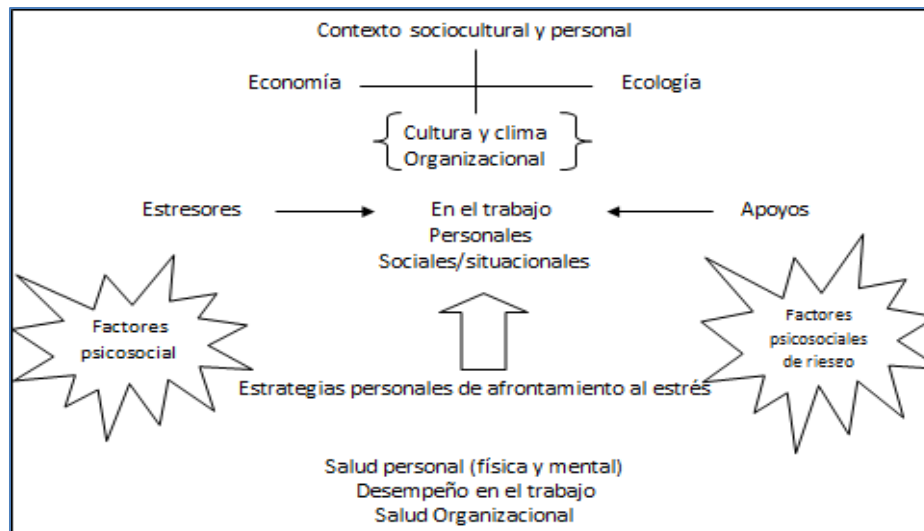 Contexto sociocultural y personal
Economía
Ecología
Cultura y clima
Organizacional
Estresores
En el trabajo
Apoyos
Personales
Sociales/situacionales
Factores
psicosocial
Factores
psicosociales
de riesgo
Estrategias personales de afrontamiento al estrés
Salud personal (física y mental)
Desempeño en el trabajo
Salud Organizacional